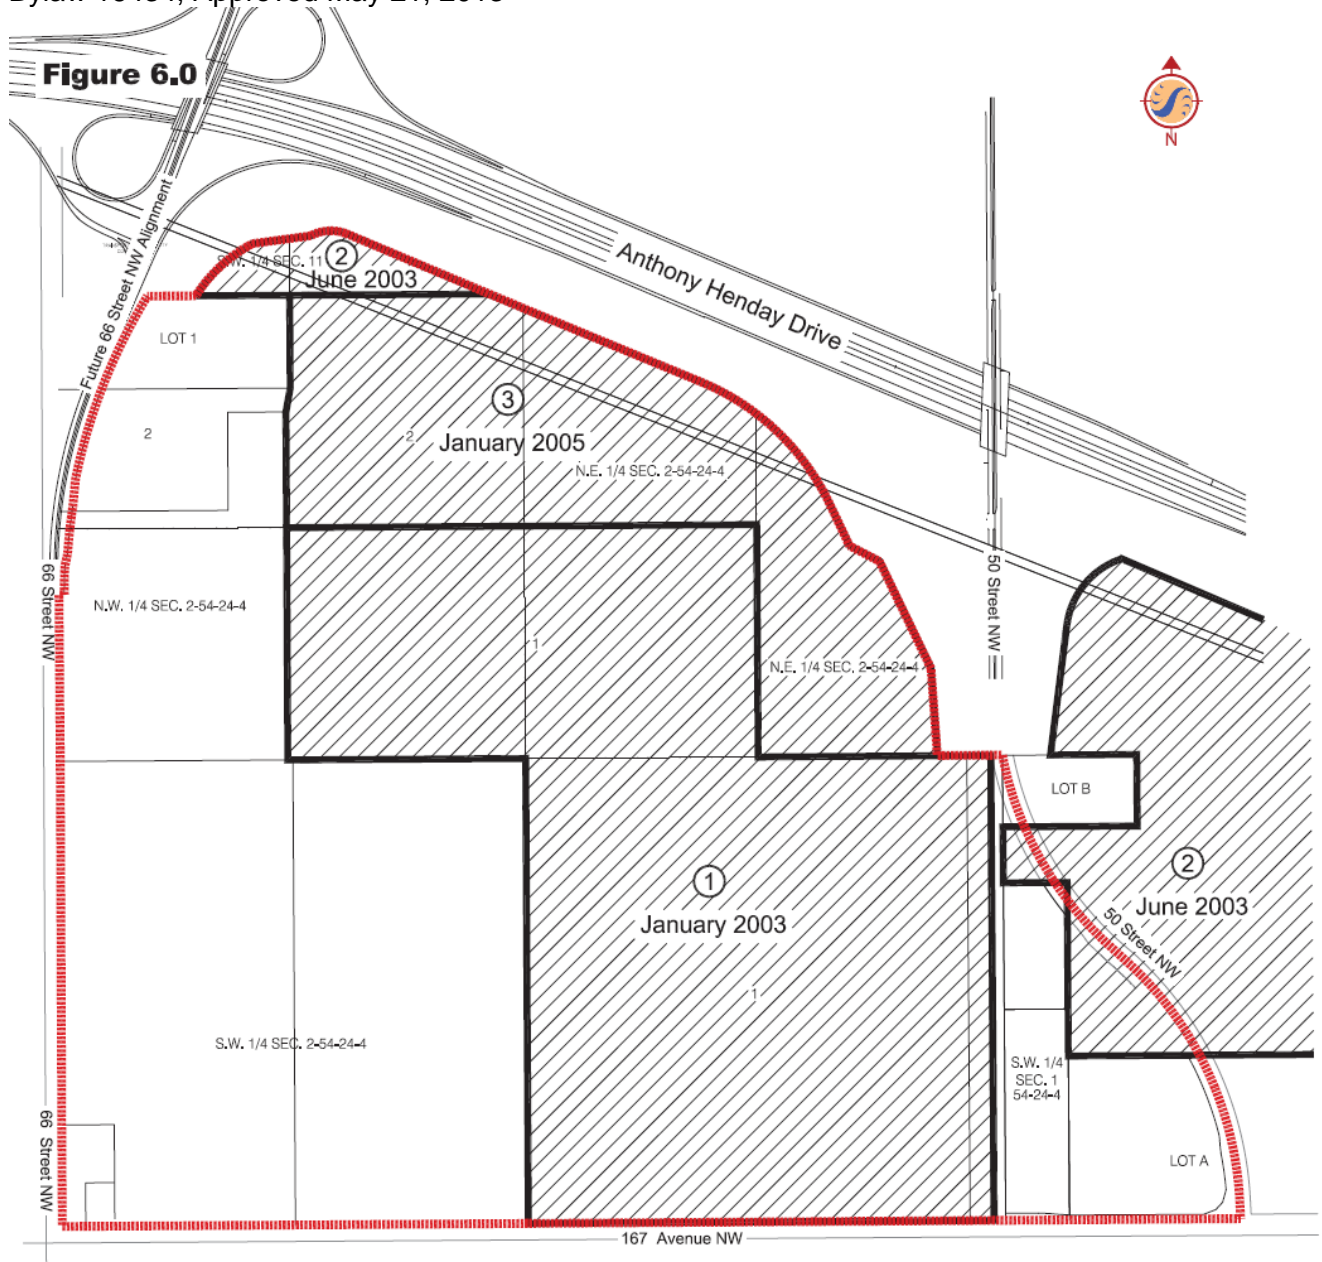 Figure 6.0
N
Future 66 Street NW Alignment
Anthony Henday Drive
S.W. 1/4 SEC. 11
2
June 2003
LOT 1
3
January 2005
2
2
N.E. 1/4 SEC. 2-54-24-4
66 Street NW
50 Street NW
N.W. 1/4 SEC. 2-54-24-4
1
N.E. 1/4 SEC. 2-54-24-4
LOT B
1
January 2003
2
June 2003
50 Street NW
1
S.W. 1/4 SEC. 2-54-24-4
S.W. 1/4
SEC. 1
54-24-4
66 Street NW
LOT A
167 Avenue NW